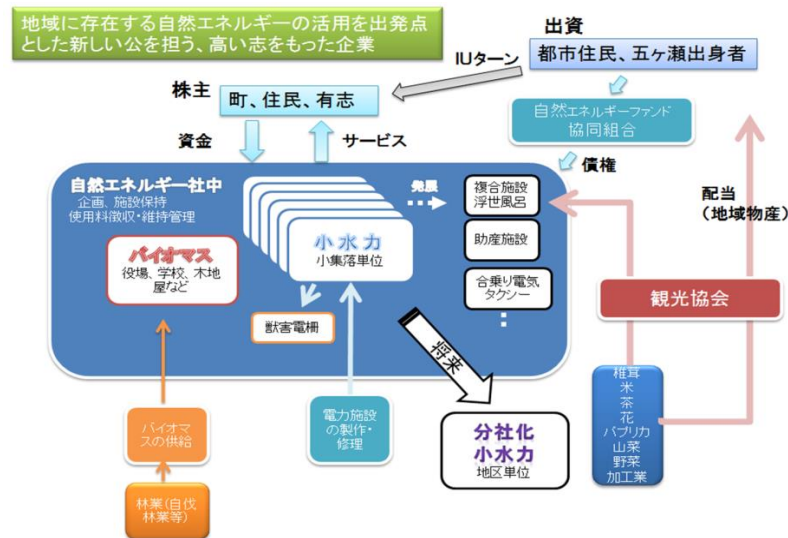 地域に存在する自然エネルギーの活用を出発点
とした新しい公を担う、高い志をもった企業
出資
都市住民、五ヶ瀬出身者
IUターン
株主
町、住民、有志
自然エネルギーファンド
協同組合
資金
サービス
債権
配当
(地域物産)
自然エネルギー社中
企画、施設保持
使用料徴収・維持管理
発展
複合施設
浮世風呂
バイオマス
役場、学校、木地
屋など
小水力
小集落単位
助産施設
合乗り電気
タクシー
獣害電柵
観光協会
将来
バイオ
マスの供給
電力施設
の製作・
修理
分社化
小水力
地区単位
椎茸
米
茶
花
パプリカ
山菜
野菜
加工業
林業(自伐
林業等)